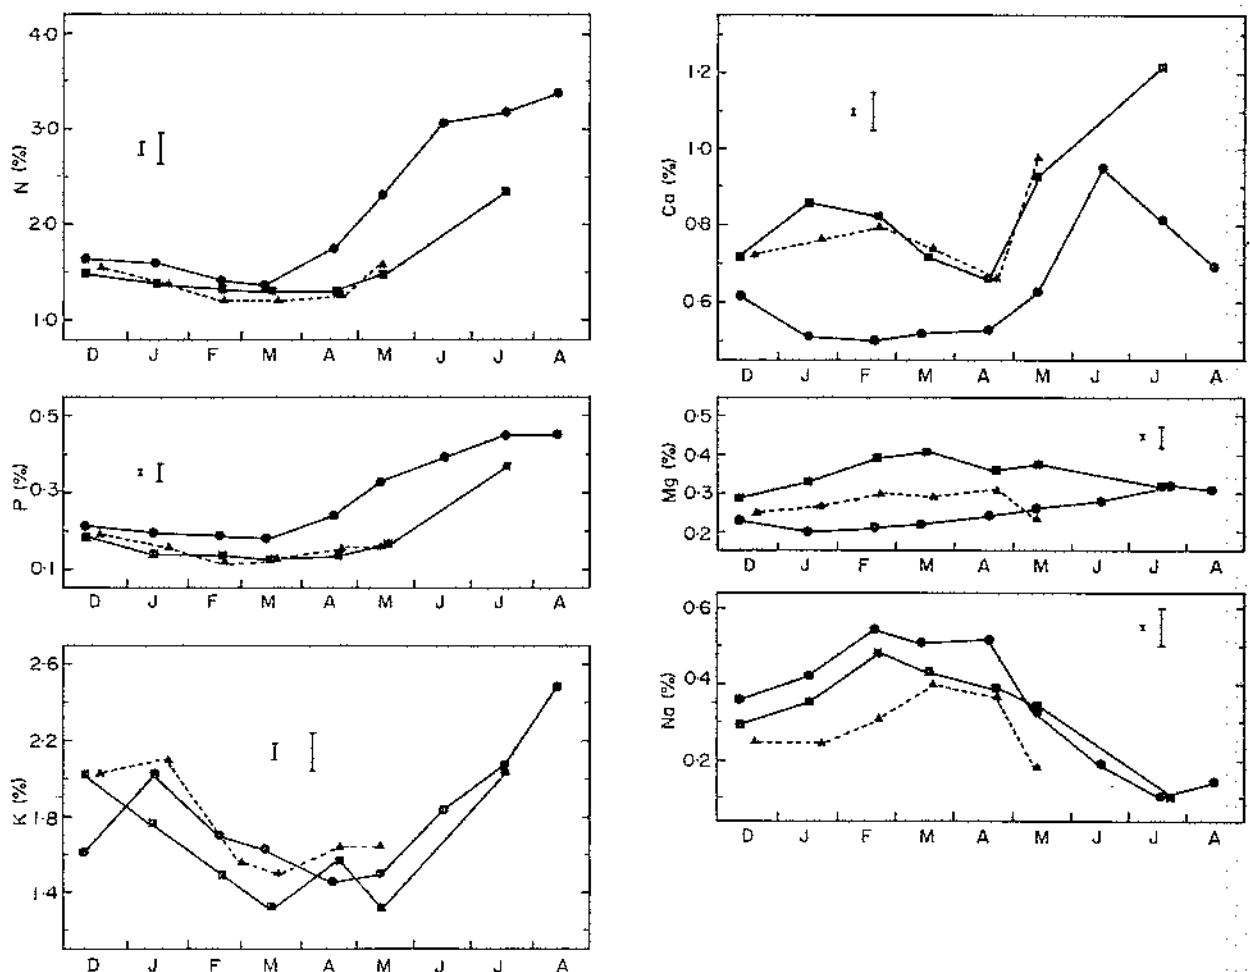 4·0
3·0
N (%)
2·0
1·0
D J F M A M J J A
0·5
P (%)
0·3
0·1
D J F M A M J J A
2·6
2·2
K (%)
1·8
1·4
D J F M A M J J A
1·2
1·0
Ca (%)
0·8
0·6
D J F M A M J J A
0·5
0·4
Mg (%)
0·3
0·2
D J F M A M J J A
0·6
0·4
Na (%)
0·2
D J F M A M J J A